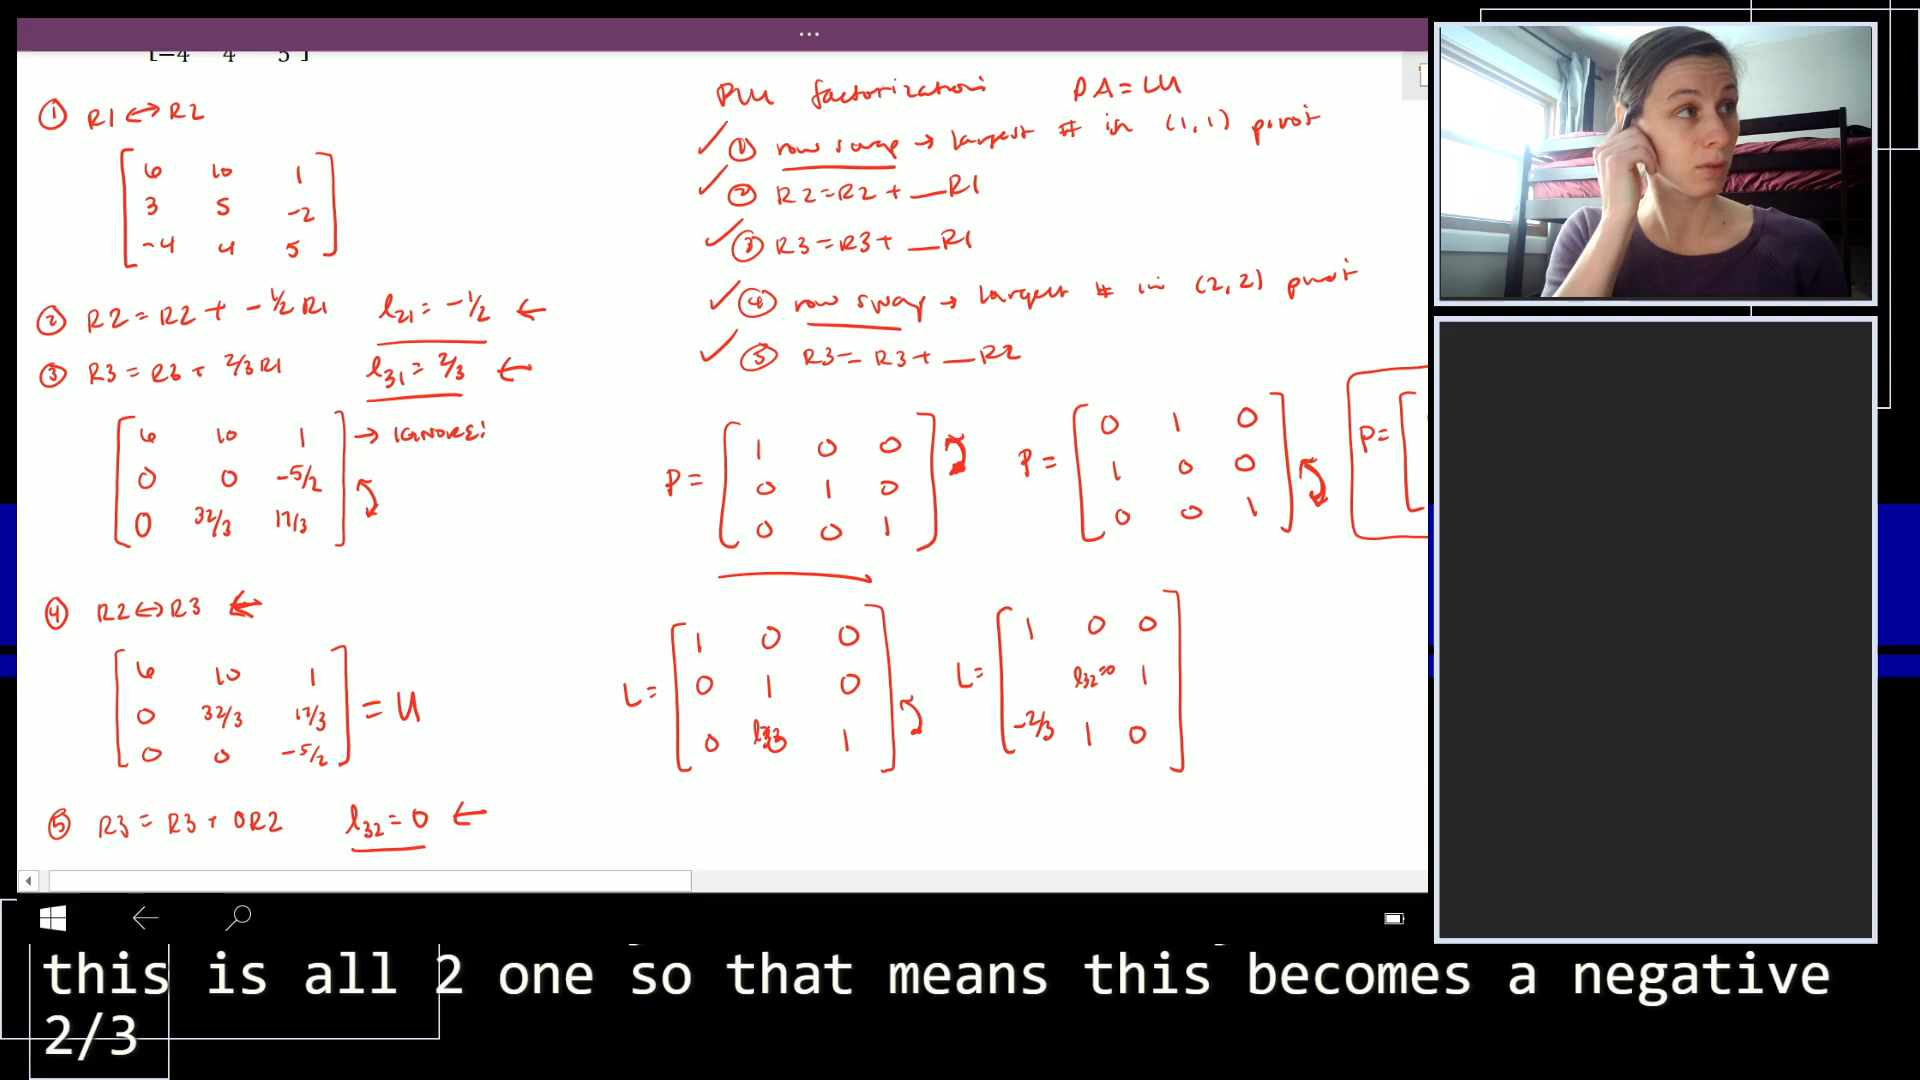 [-4 4 5]
① R1 ↔ R2
6 10 1
3 5 -2
-4 4 5
② R2 = R2 + -1/2 R1 l21 = -1/2 ←
③ R3 = R3 + 2/3 R1 l31 = 2/3 ←
6 10 1 → IGNORE!
0 0 -5/2
0 32/3 17/3
④ R2 ↔ R3 ←
6 10 1
0 32/3 17/3 = U
0 0 -5/2
⑤ R3 = R3 + 0R2 l32 = 0 ←
PLU factorization: PA = LU
✓ ① row swap → largest # in (1,1) pivot
✓ ② R2 = R2 + __R1
✓ ③ R3 = R3 + __R1
✓ ④ row swap → largest # in (2,2) pivot
✓ ⑤ R3 = R3 + __R2
P =
1 0 0
0 1 0
0 0 1
P =
0 1 0
1 0 0
0 0 1
P = [
L =
1 0 0
0 1 0
0 1
L =
1 0 0
l32=0 1
-2/3 1 0
this is all 2 one so that means this becomes a negative
2/3